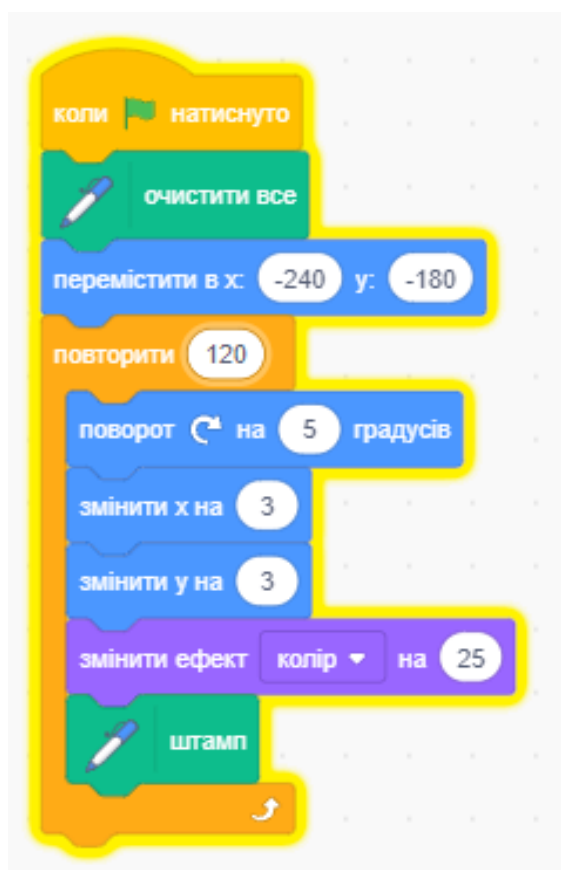 коли натиснуто
очистити все
перемістити в x: -240 y: -180
повторити 120
поворот на 5 градусів
змінити x на 3
змінити y на 3
змінити ефект колір на 25
штамп